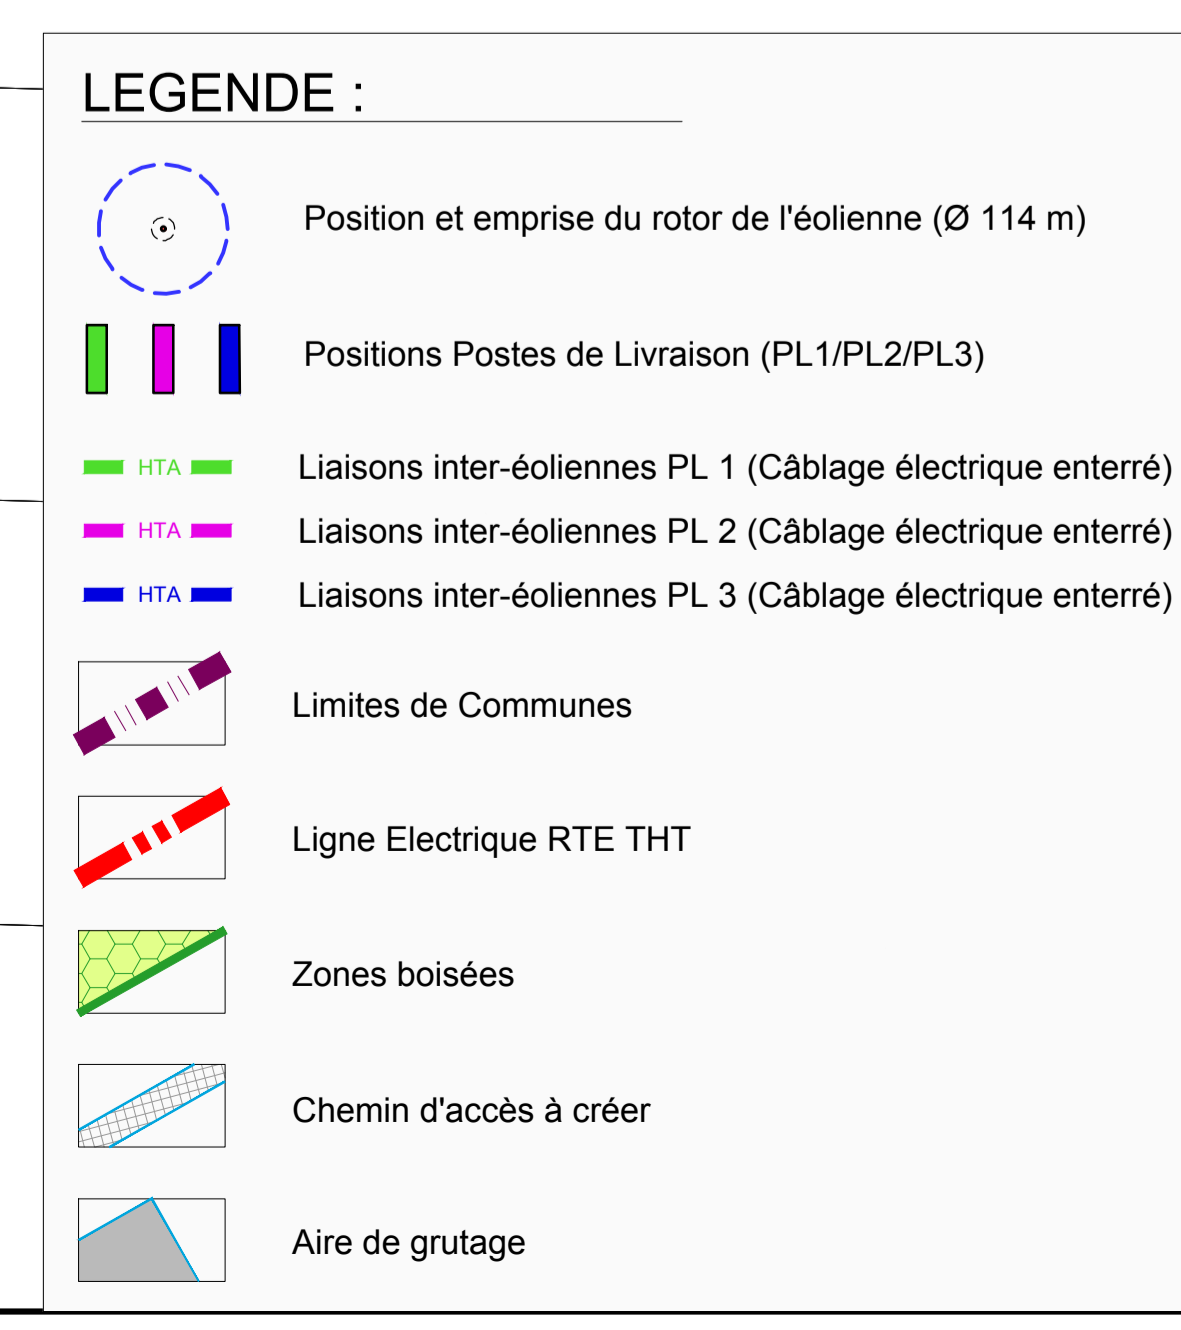 LEGENDE :
Position et emprise du rotor de l'éolienne (Ø 114 m)
Positions Postes de Livraison (PL1/PL2/PL3)
HTA Liaisons inter-éoliennes PL 1 (Câblage électrique enterré)
HTA Liaisons inter-éoliennes PL 2 (Câblage électrique enterré)
HTA Liaisons inter-éoliennes PL 3 (Câblage électrique enterré)
Limites de Communes
Ligne Electrique RTE THT
Zones boisées
Chemin d'accès à créer
Aire de grutage